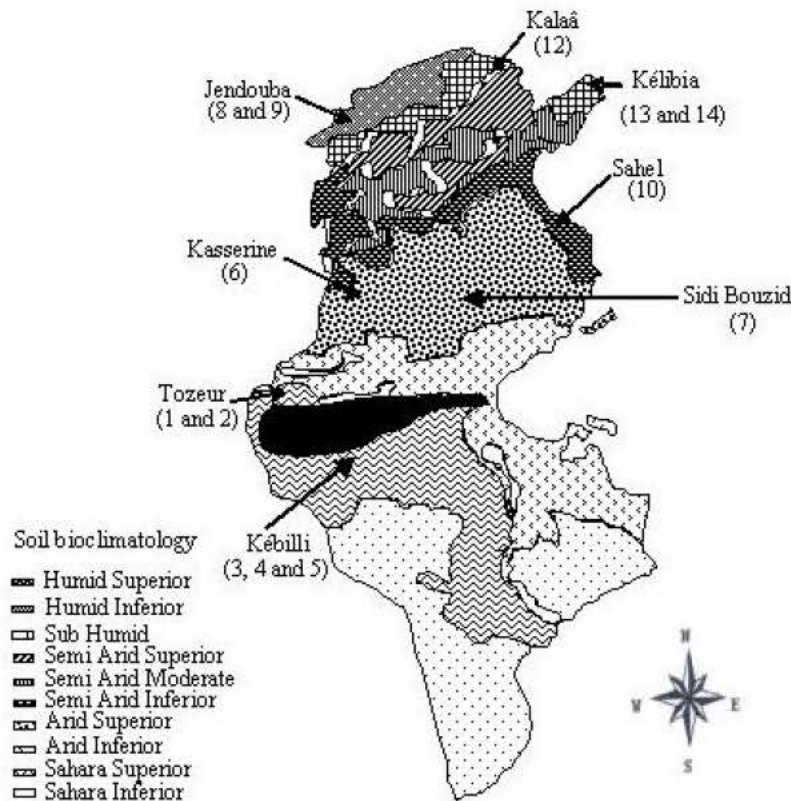 Kalaâ
(12)
Jendouba
(8 and 9)
Kélibia
(13 and 14)
Sahel
(10)
Kasserine
(6)
Sidi Bouzid
(7)
Tozeur
(1 and 2)
Kébilli
(3, 4 and 5)
Soil bioclimatology
Humid Superior
Humid Inferior
Sub Humid
Semi Arid Superior
Semi Arid Moderate
Semi Arid Inferior
Arid Superior
Arid Inferior
Sahara Superior
Sahara Inferior
N
W E
S